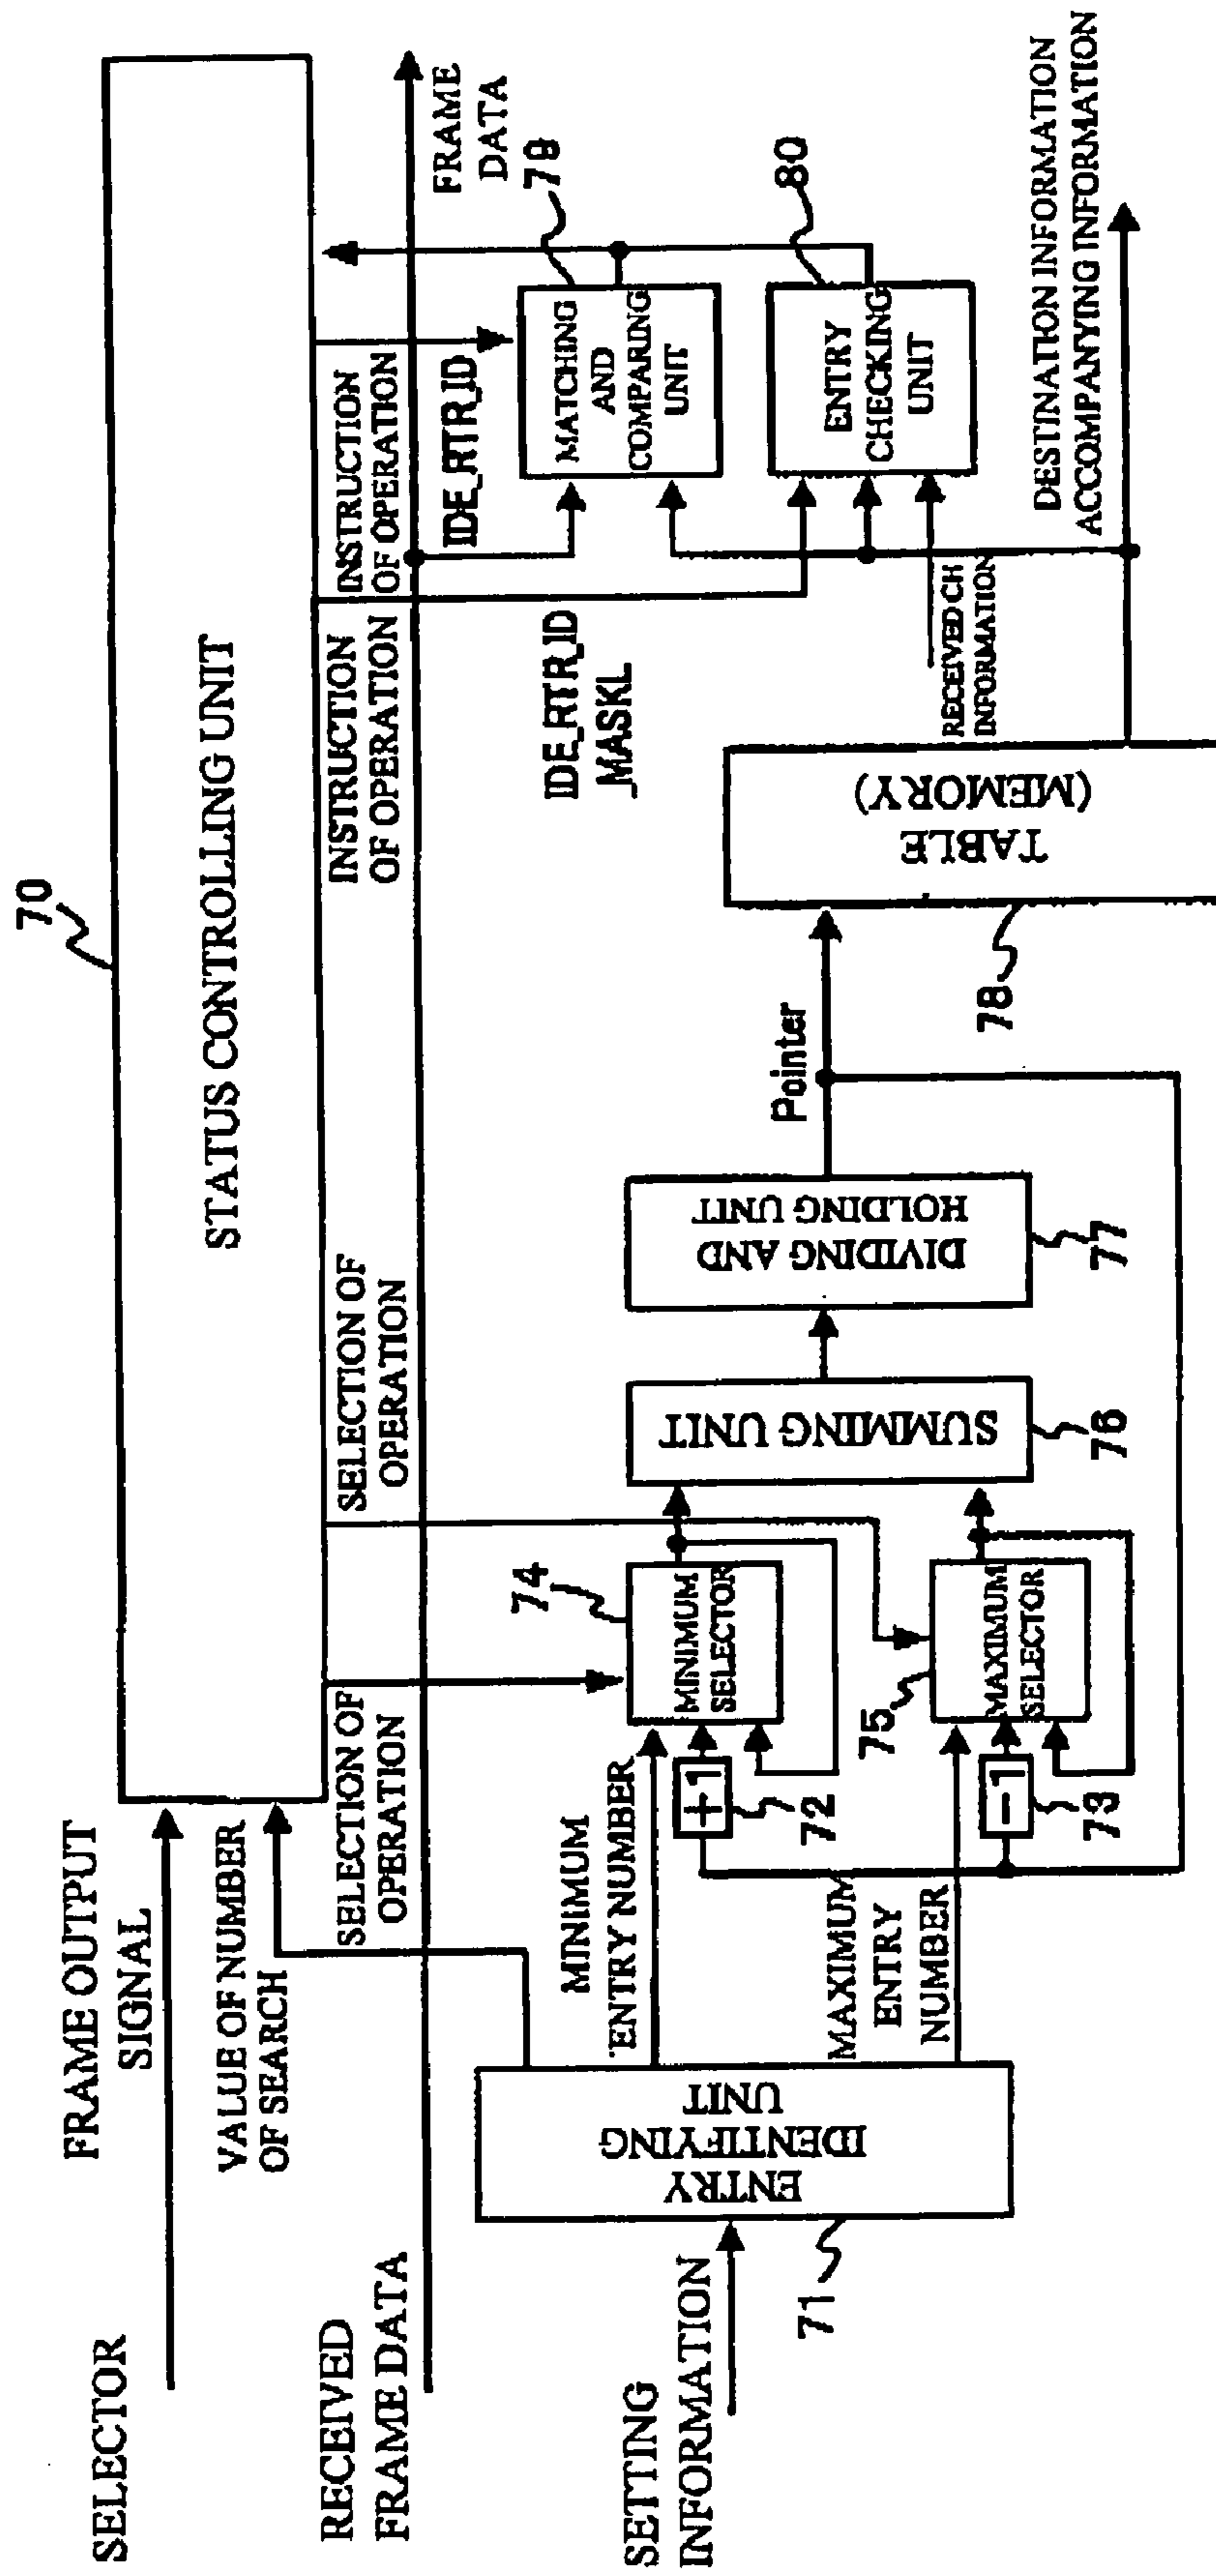 70
STATUS CONTROLLING UNIT
SELECTOR
FRAME OUTPUT
SIGNAL
VALUE OF NUMBER
OF SEARCH
RECEIVED
FRAME DATA
SELECTION OF
OPERATION
SELECTION OF
OPERATION
INSTRUCTION
OF OPERATION
INSTRUCTION
OF OPERATION
FRAME
DATA
SETTING
INFORMATION
71
ENTRY
IDENTIFYING
UNIT
MINIMUM
ENTRY NUMBER
MAXIMUM
ENTRY
NUMBER
+1
72
-1
73
74
MINIMUM
SELECTOR
75
MAXIMUM
SELECTOR
SUMMING UNIT
76
DIVIDING AND
HOLDING UNIT
77
Pointer
TABLE
(MEMORY)
78
IDE_RTR_ID
IDE_RTR_ID
_MASKL
RECEIVED CH
INFORMATION
MATCHING
AND
COMPARING
UNIT
79
ENTRY
CHECKING
UNIT
80
DESTINATION INFORMATION
ACCOMPANYING INFORMATION